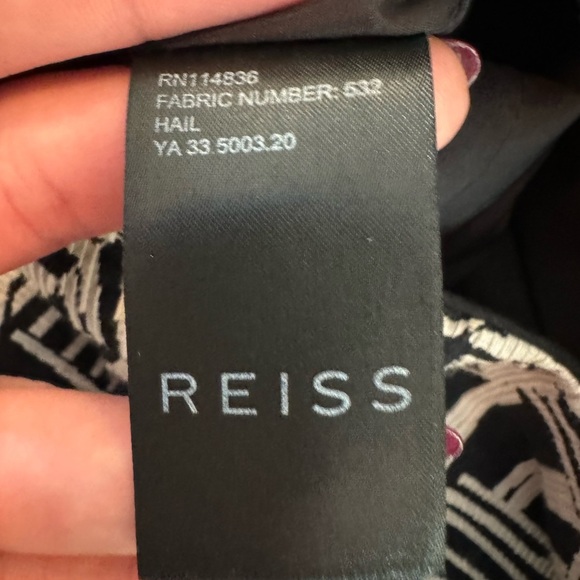 RN114836
FABRIC NUMBER: 532
HAIL
YA 33 5003.20
REISS